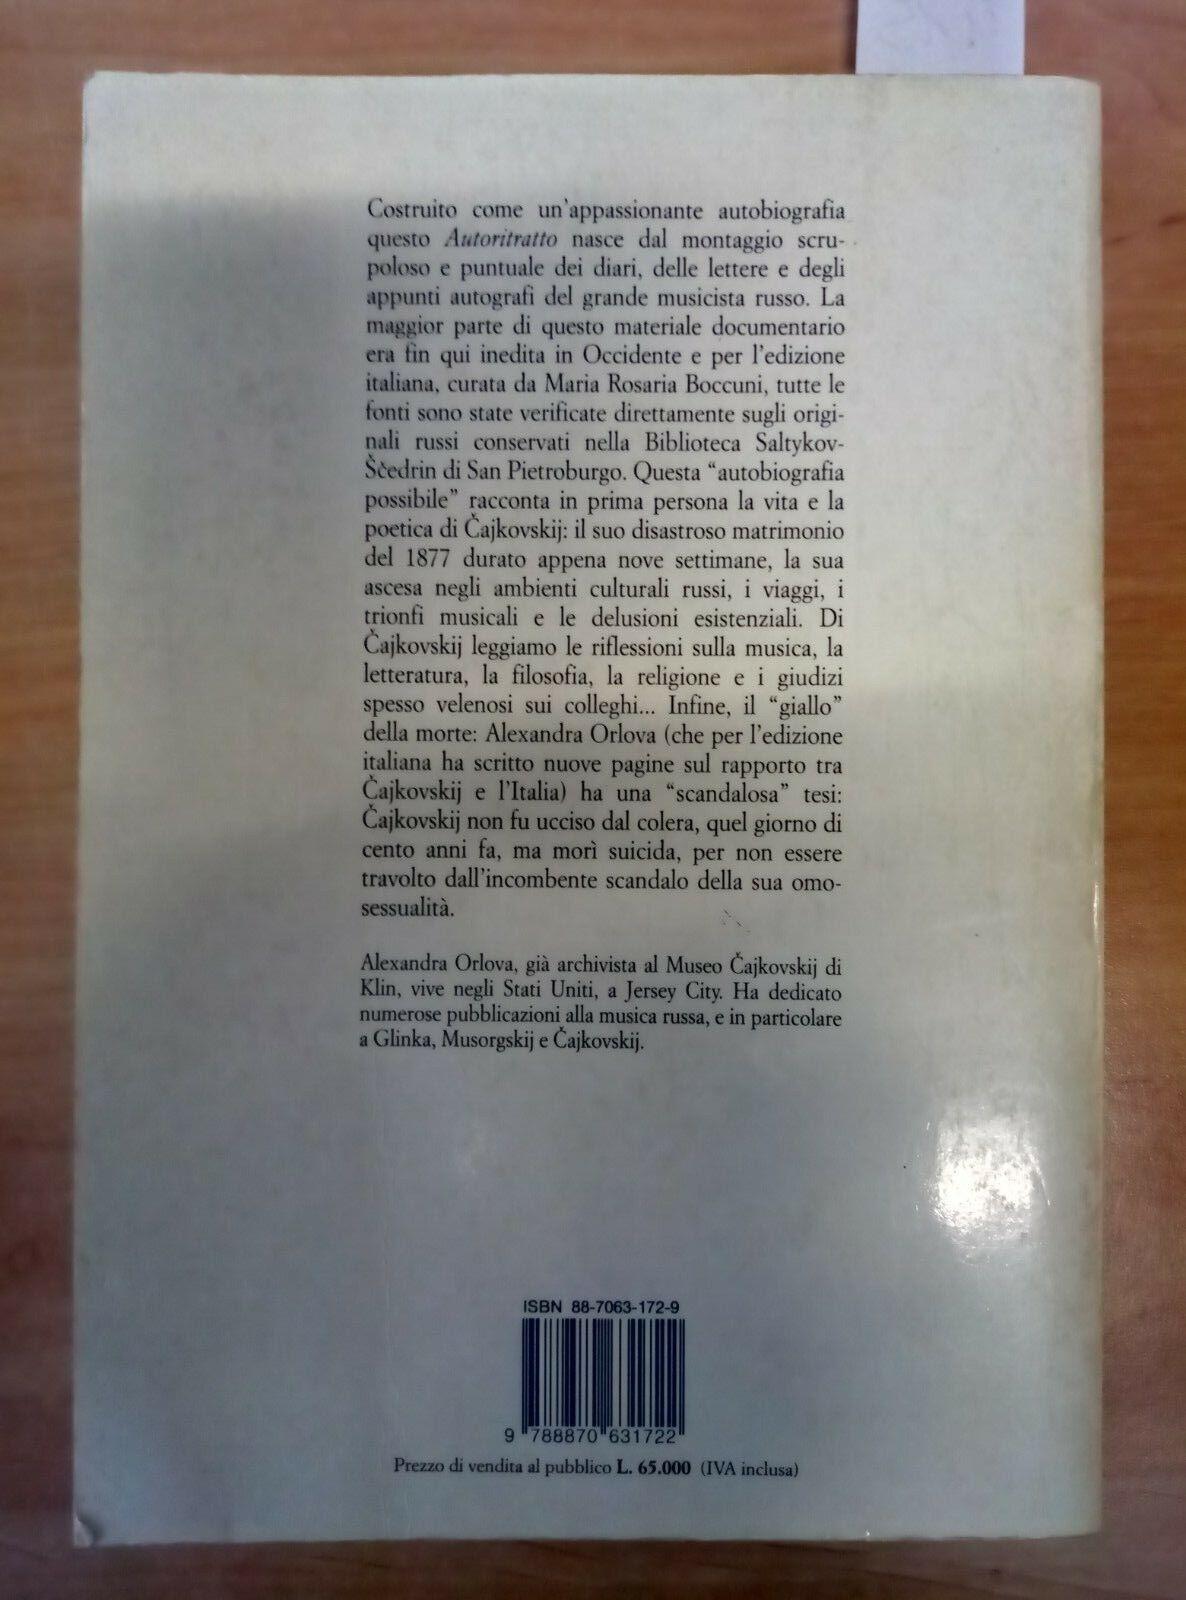 Costruito come un'appassionante autobiografia
questo Autoritratto nasce dal montaggio scru-
poloso e puntuale dei diari, delle lettere e degli
appunti autografi del grande musicista russo. La
maggior parte di questo materiale documentario
era fin qui inedita in Occidente e per l'edizione
italiana, curata da Maria Rosaria Boccuni, tutte le
fonti sono state verificate direttamente sugli origi-
nali russi conservati nella Biblioteca Saltykov-
Ščedrin di San Pietroburgo. Questa “autobiografia
possibile” racconta in prima persona la vita e la
poetica di Čajkovskij: il suo disastroso matrimonio
del 1877 durato appena nove settimane, la sua
ascesa negli ambienti culturali russi, i viaggi, i
trionfi musicali e le delusioni esistenziali. Di
Čajkovskij leggiamo le riflessioni sulla musica, la
letteratura, la filosofia, la religione e i giudizi
spesso velenosi sui colleghi... Infine, il “giallo”
della morte: Alexandra Orlova (che per l'edizione
italiana ha scritto nuove pagine sul rapporto tra
Čajkovskij e l'Italia) ha una “scandalosa” tesi:
Čajkovskij non fu ucciso dal colera, quel giorno di
cento anni fa, ma morì suicida, per non essere
travolto dall'incombente scandalo della sua omo-
sessualità.
Alexandra Orlova, già archivista al Museo Čajkovskij di
Klin, vive negli Stati Uniti, a Jersey City. Ha dedicato
numerose pubblicazioni alla musica russa, e in particolare
a Glinka, Musorgskij e Čajkovskij.
ISBN 88-7063-172-9
9 788870 631722
Prezzo di vendita al pubblico L. 65.000 (IVA inclusa)